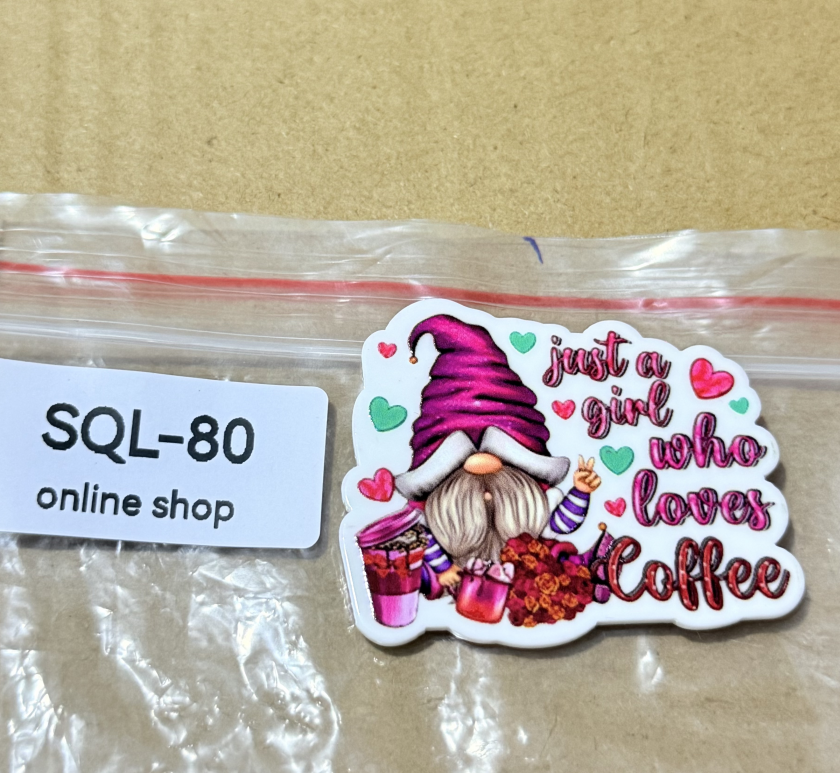 SQL-80
online shop
just a
girl
who
loves
Coffee